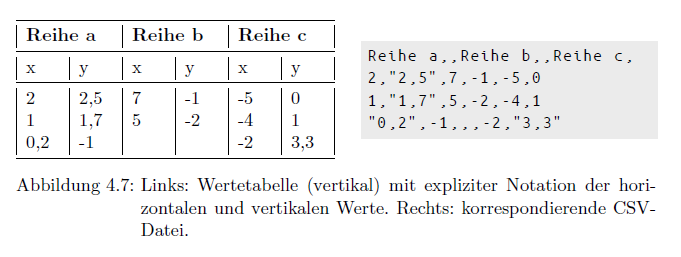 Reihe a Reihe b Reihe c
x y x y x y
2 2,5 7 -1 -5 0
1 1,7 5 -2 -4 1
0,2 -1 -2 3,3
Reihe a,,Reihe b,,Reihe c,
2,"2,5",7,-1,-5,0
1,"1,7",5,-2,-4,1
"0,2",-1,,,-2,"3,3"
Abbildung 4.7: Links: Wertetabelle (vertikal) mit expliziter Notation der hori-
zontalen und vertikalen Werte. Rechts: korrespondierende CSV-
Datei.